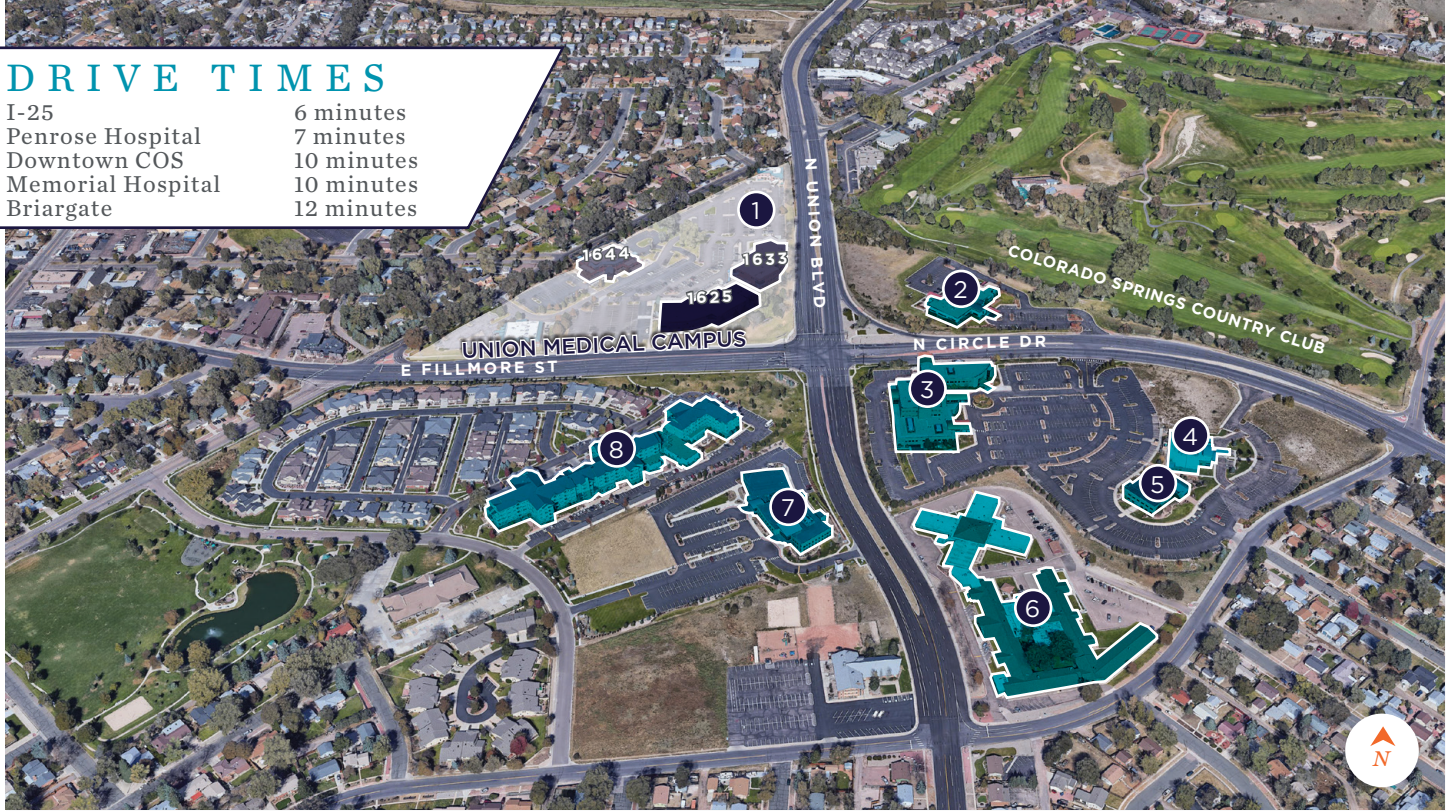 DRIVE TIMES
I-25 6 minutes
Penrose Hospital 7 minutes
Downtown COS 10 minutes
Memorial Hospital 10 minutes
Briargate 12 minutes
1
N UNION BLVD
1644
1633
1625
UNION MEDICAL CAMPUS
E FILLMORE ST
2
COLORADO SPRINGS COUNTRY CLUB
N CIRCLE DR
3
4
5
8
7
6
N